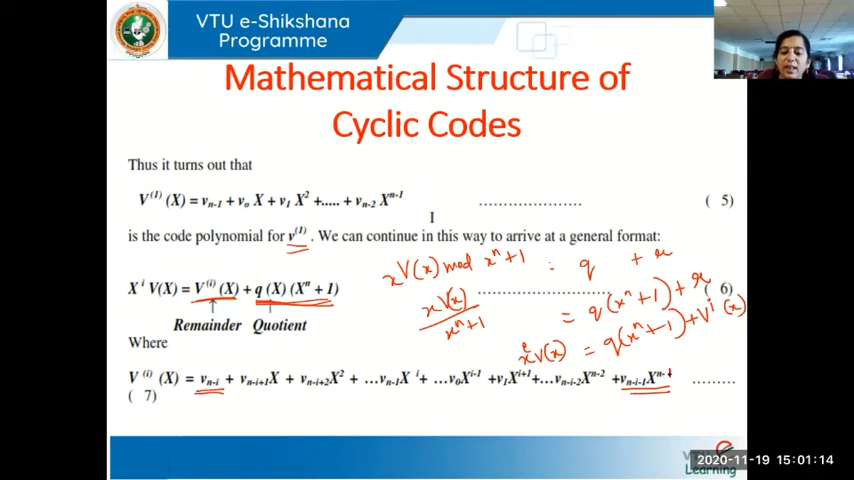 VTU e-Shikshana
Programme
Mathematical Structure of
Cyclic Codes
Thus it turns out that
V⁽¹⁾ (X) = vₙ₋₁ + vₒ X + v₁ X² +..... + vₙ₋₂ Xⁿ⁻¹ ..................... ( 5)
is the code polynomial for v⁽¹⁾ . We can continue in this way to arrive at a general format:
x V(x) mod xⁿ+1 = q + r
Xⁱ V(X) = V⁽ⁱ⁾ (X) + q (X) (Xⁿ + 1) ..................... ( 6)
x V(x) / xⁿ+1 = q(xⁿ+1) + r
Remainder Quotient
Where
xⁱ V(x) = q(xⁿ+1) + Vⁱ(x)
V ⁽ⁱ⁾ (X) = vₙ₋ᵢ + vₙ₋ᵢ₊₁X + vₙ₋ᵢ₊₂X² + …vₙ₋₁X ⁱ + …v₀Xⁱ⁻¹ +v₁Xⁱ⁺¹+…vₙ₋ᵢ₋₂Xⁿ⁻² +vₙ₋ᵢ₋₁Xⁿ⁻¹ .........
( 7)
2020-11-19 15:01:14
Learning